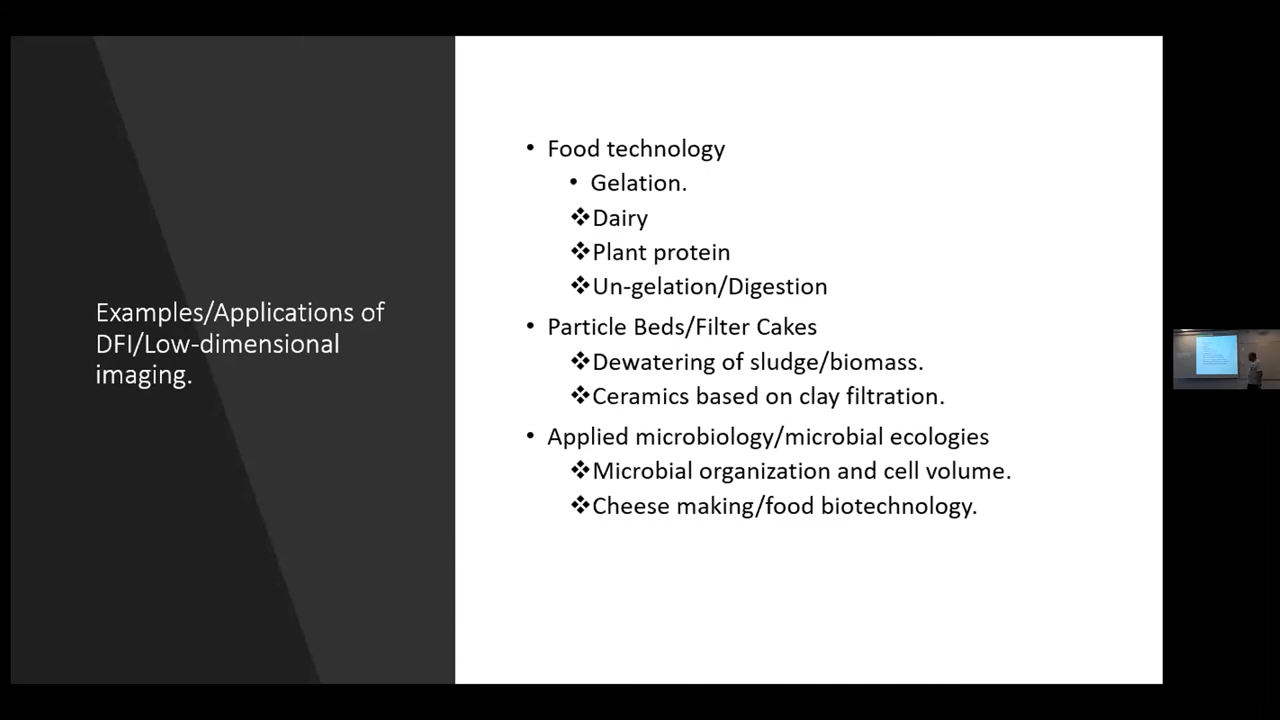 Examples/Applications of
DFI/Low-dimensional
imaging.
• Food technology
• Gelation.
❖Dairy
❖Plant protein
❖Un-gelation/Digestion
• Particle Beds/Filter Cakes
❖Dewatering of sludge/biomass.
❖Ceramics based on clay filtration.
• Applied microbiology/microbial ecologies
❖Microbial organization and cell volume.
❖Cheese making/food biotechnology.